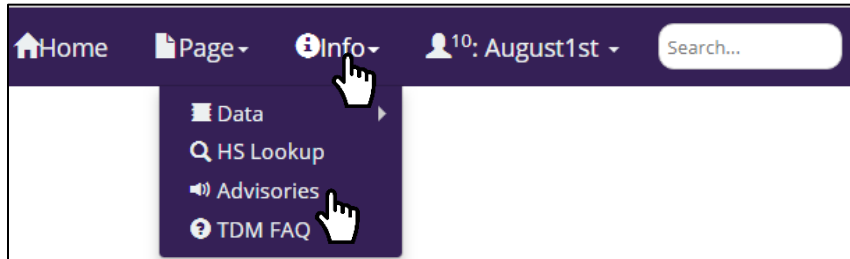 Home Page Info 10: August1st Search...
Data
HS Lookup
Advisories
TDM FAQ